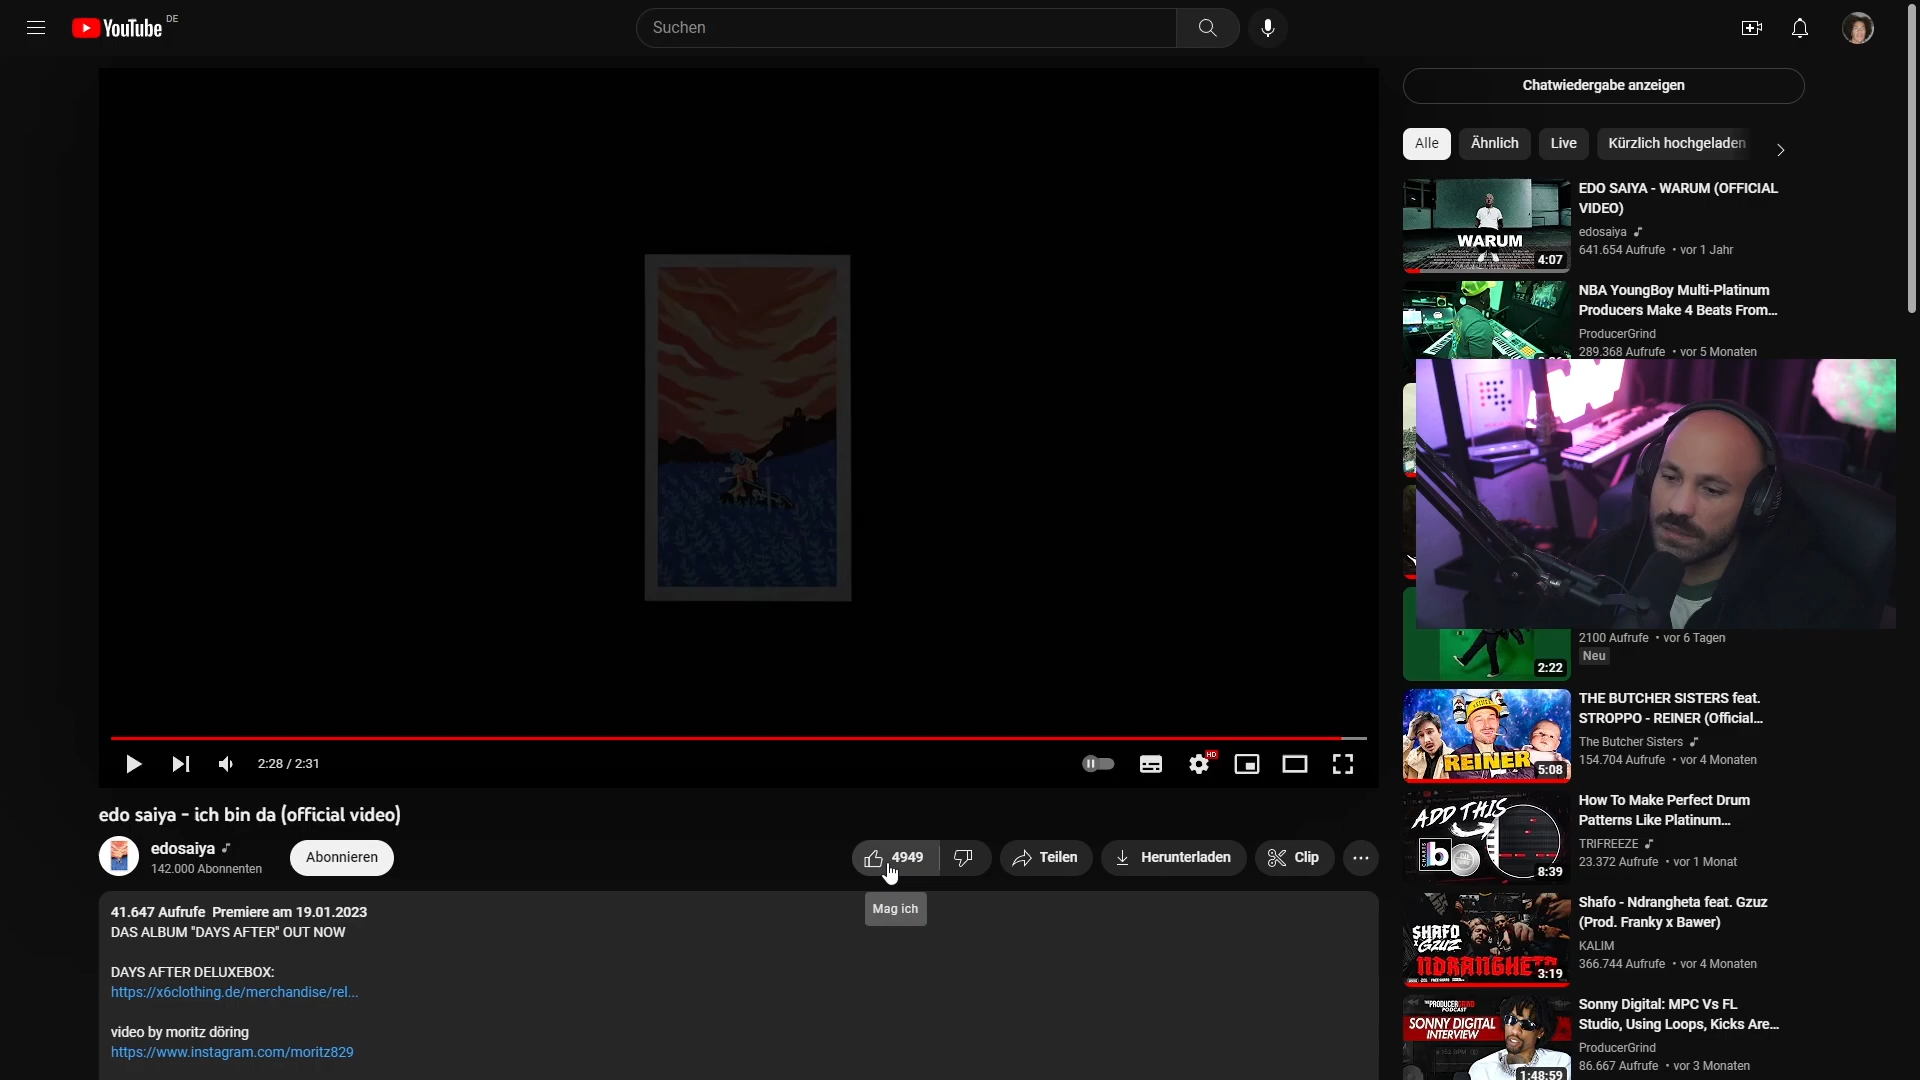 YouTube DE
Suchen
Chatwiedergabe anzeigen
Alle
Ähnlich
Live
Kürzlich hochgeladen
WARUM
4:07
EDO SAIYA - WARUM (OFFICIAL
VIDEO)
edosaiya
641.654 Aufrufe • vor 1 Jahr
NBA YoungBoy Multi-Platinum
Producers Make 4 Beats From...
ProducerGrind
289.368 Aufrufe • vor 5 Monaten
2100 Aufrufe • vor 6 Tagen
Neu
2:22
REINER
5:08
THE BUTCHER SISTERS feat.
STROPPO - REINER (Official...
The Butcher Sisters
154.704 Aufrufe • vor 4 Monaten
ADD THIS
CHARTS
8:39
How To Make Perfect Drum
Patterns Like Platinum...
TRIFREEZE
23.372 Aufrufe • vor 1 Monat
SHAFO
GZUZ
NDRANGHETA
3:19
Shafo - Ndrangheta feat. Gzuz
(Prod. Franky x Bawer)
KALIM
366.744 Aufrufe • vor 4 Monaten
THE PRODUCERGRIND
PODCAST
SONNY DIGITAL
INTERVIEW
1:48:59
Sonny Digital: MPC Vs FL
Studio, Using Loops, Kicks Are...
ProducerGrind
86.667 Aufrufe • vor 3 Monaten
2:28 / 2:31
HD
edo saiya - ich bin da (official video)
edosaiya
142.000 Abonnenten
Abonnieren
4949
Teilen
Herunterladen
Clip
Mag ich
41.647 Aufrufe Premiere am 19.01.2023
DAS ALBUM "DAYS AFTER" OUT NOW
DAYS AFTER DELUXEBOX:
https://x6clothing.de/merchandise/rel...
video by moritz döring
https://www.instagram.com/moritz829